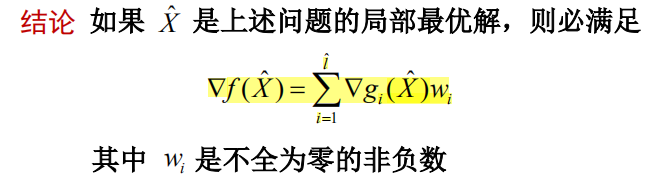 结论 如果 X̂ 是上述问题的局部最优解，则必满足
∇f(X̂) = ∑_{i=1}^{l̂} ∇g_i(X̂)w_i
其中 w_i 是不全为零的非负数